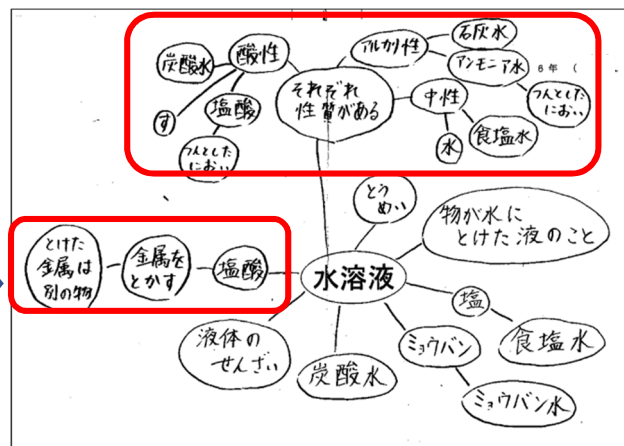 石灰水
アルカリ性
酸性
炭酸水
アンモニア水
6年 (
それぞれ
性質がある
中性
つんとした
におい
塩酸
す
食塩水
水
つんとした
におい
とう
めい
物が水に
とけた液のこと
とけた
金属は
別の物
金属を
とかす
塩酸
水溶液
塩
液体の
せんざい
炭酸水
ミョウバン
食塩水
ミョウバン水